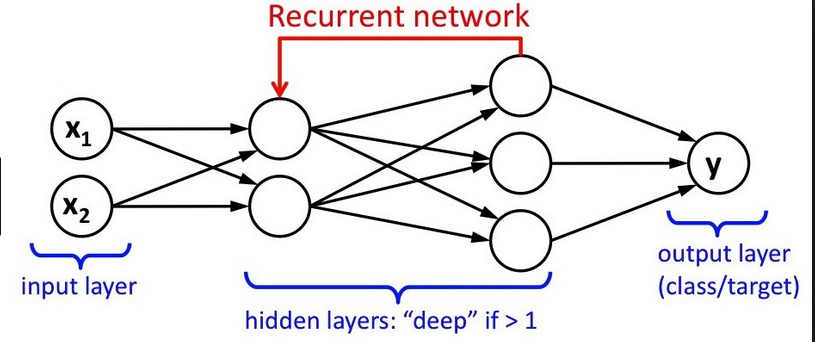 Recurrent network
x₁
x₂
y
input layer
hidden layers: “deep” if > 1
output layer
(class/target)